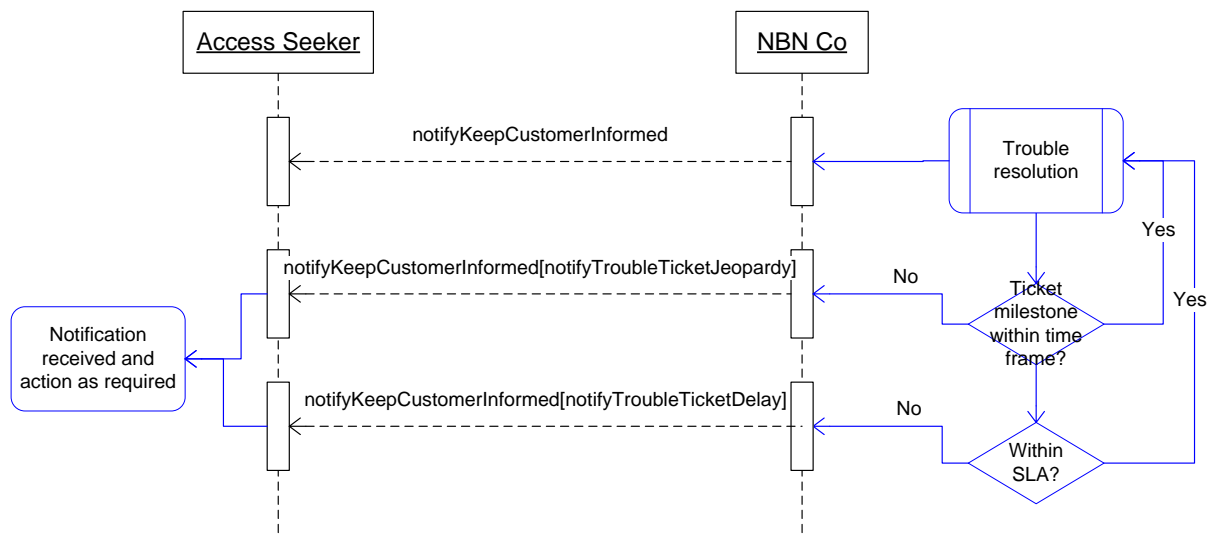 Access Seeker
NBN Co
notifyKeepCustomerInformed
Trouble
resolution
Yes
notifyKeepCustomerInformed[notifyTroubleTicketJeopardy]
No
Ticket
milestone
within time
frame?
Yes
Notification
received and
action as required
notifyKeepCustomerInformed[notifyTroubleTicketDelay]
No
Within
SLA?